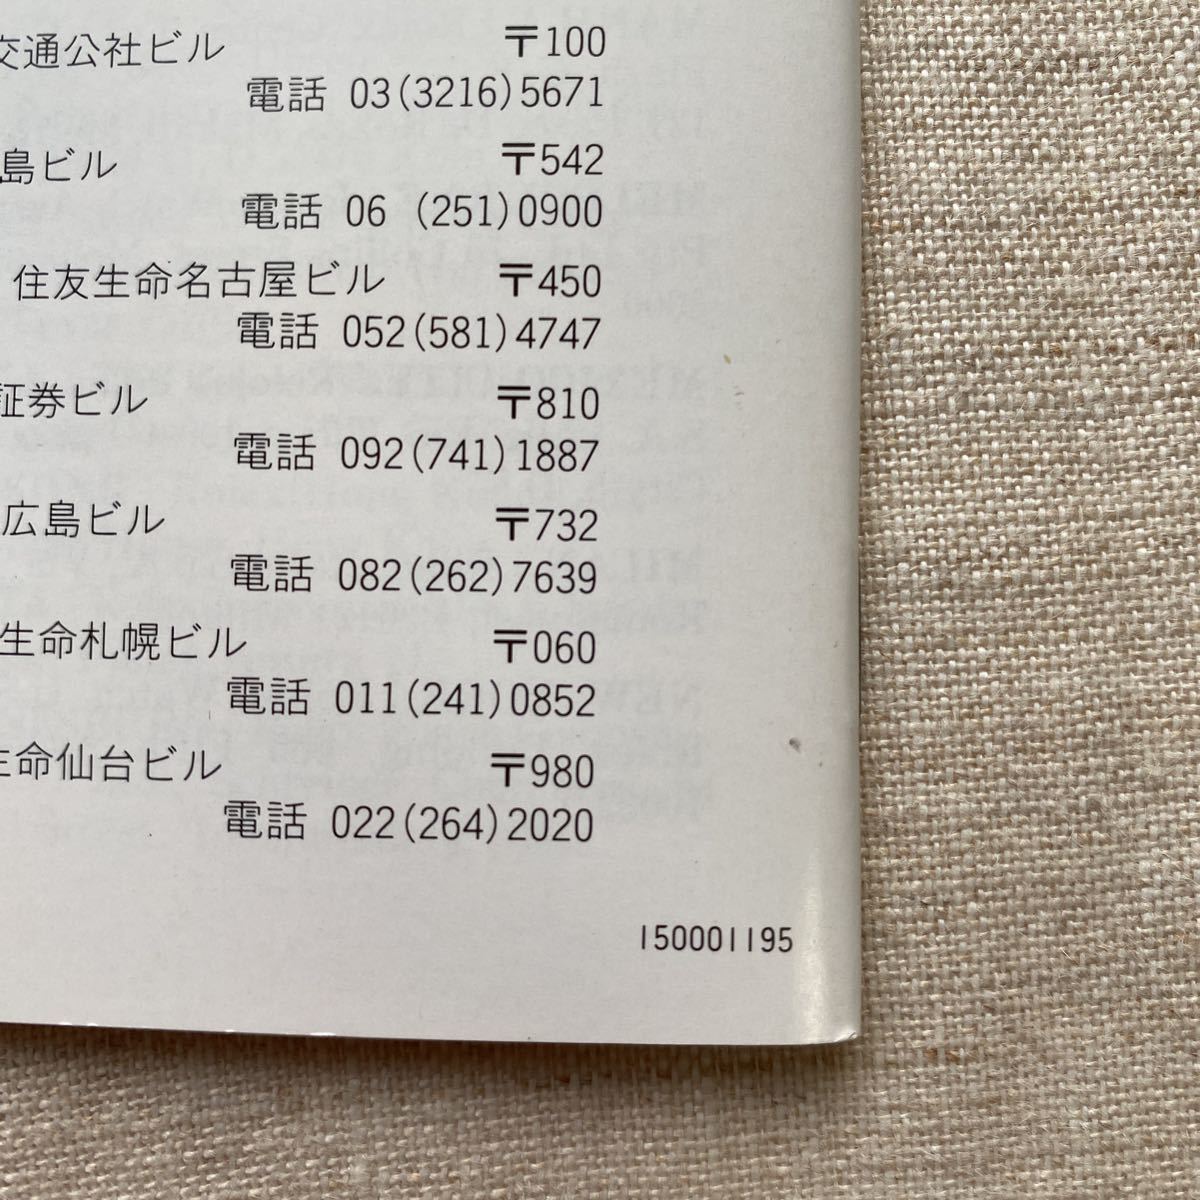 交通公社ビル 〒100
電話 03(3216)5671
島ビル 〒542
電話 06 (251)0900
住友生命名古屋ビル 〒450
電話 052(581)4747
証券ビル 〒810
電話 092(741)1887
広島ビル 〒732
電話 082(262)7639
生命札幌ビル 〒060
電話 011(241)0852
生命仙台ビル 〒980
電話 022(264)2020
150001195